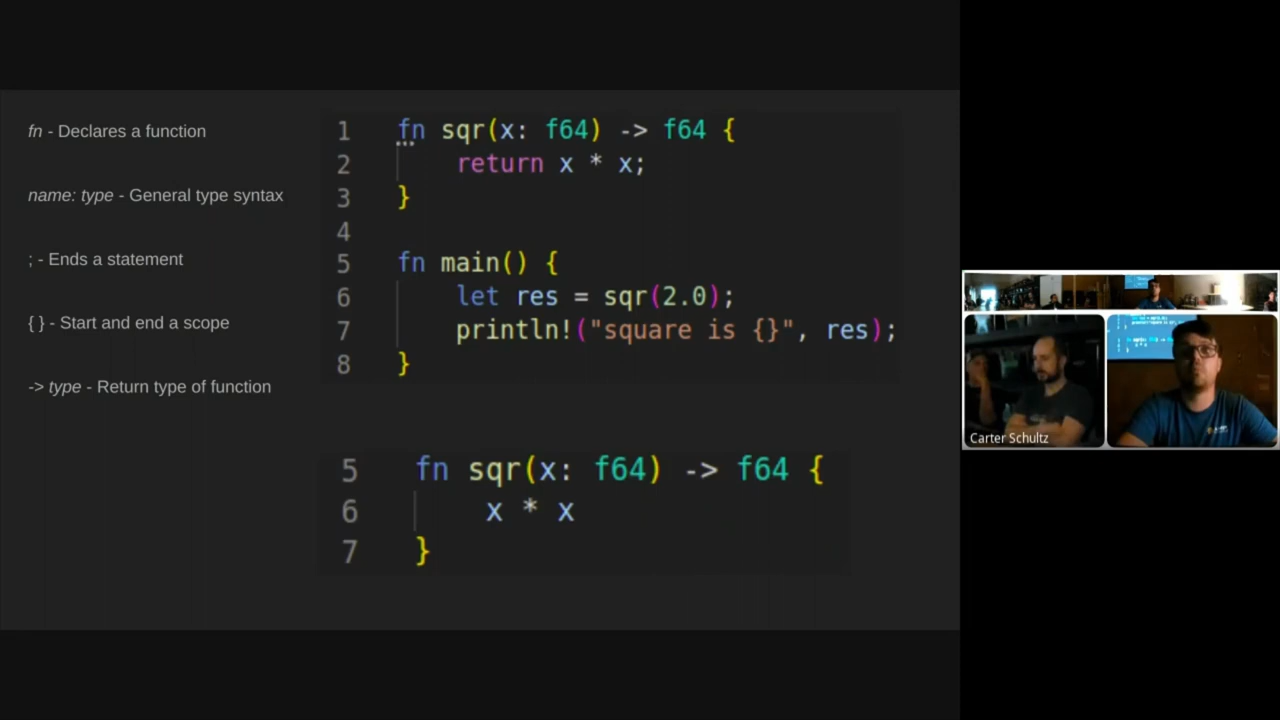 fn - Declares a function
name: type - General type syntax
; - Ends a statement
{ } - Start and end a scope
-> type - Return type of function
1 fn sqr(x: f64) -> f64 {
2 return x * x;
3 }
4
5 fn main() {
6 let res = sqr(2.0);
7 println!("square is {}", res);
8 }
5 fn sqr(x: f64) -> f64 {
6 x * x
7 }
Carter Schultz